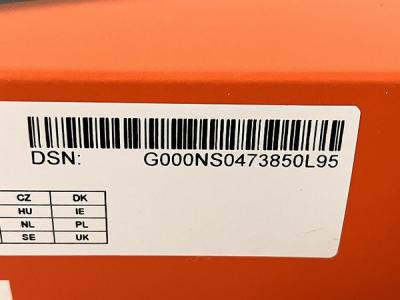 DSN: G000NS0473850L95
CZ DK
HU IE
NL PL
SE UK